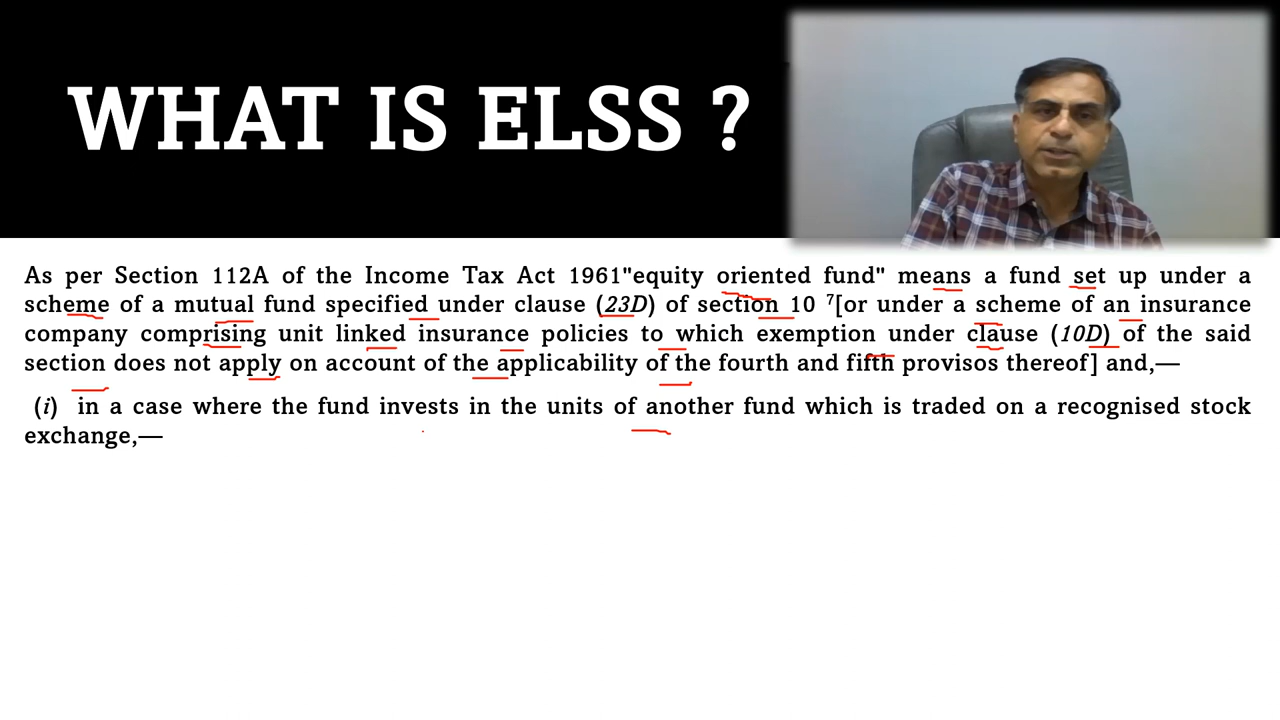 WHAT IS ELSS ?
As per Section 112A of the Income Tax Act 1961"equity oriented fund" means a fund set up under a
scheme of a mutual fund specified under clause (23D) of section 10 ⁷[or under a scheme of an insurance
company comprising unit linked insurance policies to which exemption under clause (10D) of the said
section does not apply on account of the applicability of the fourth and fifth provisos thereof] and,—
(i) in a case where the fund invests in the units of another fund which is traded on a recognised stock
exchange,—